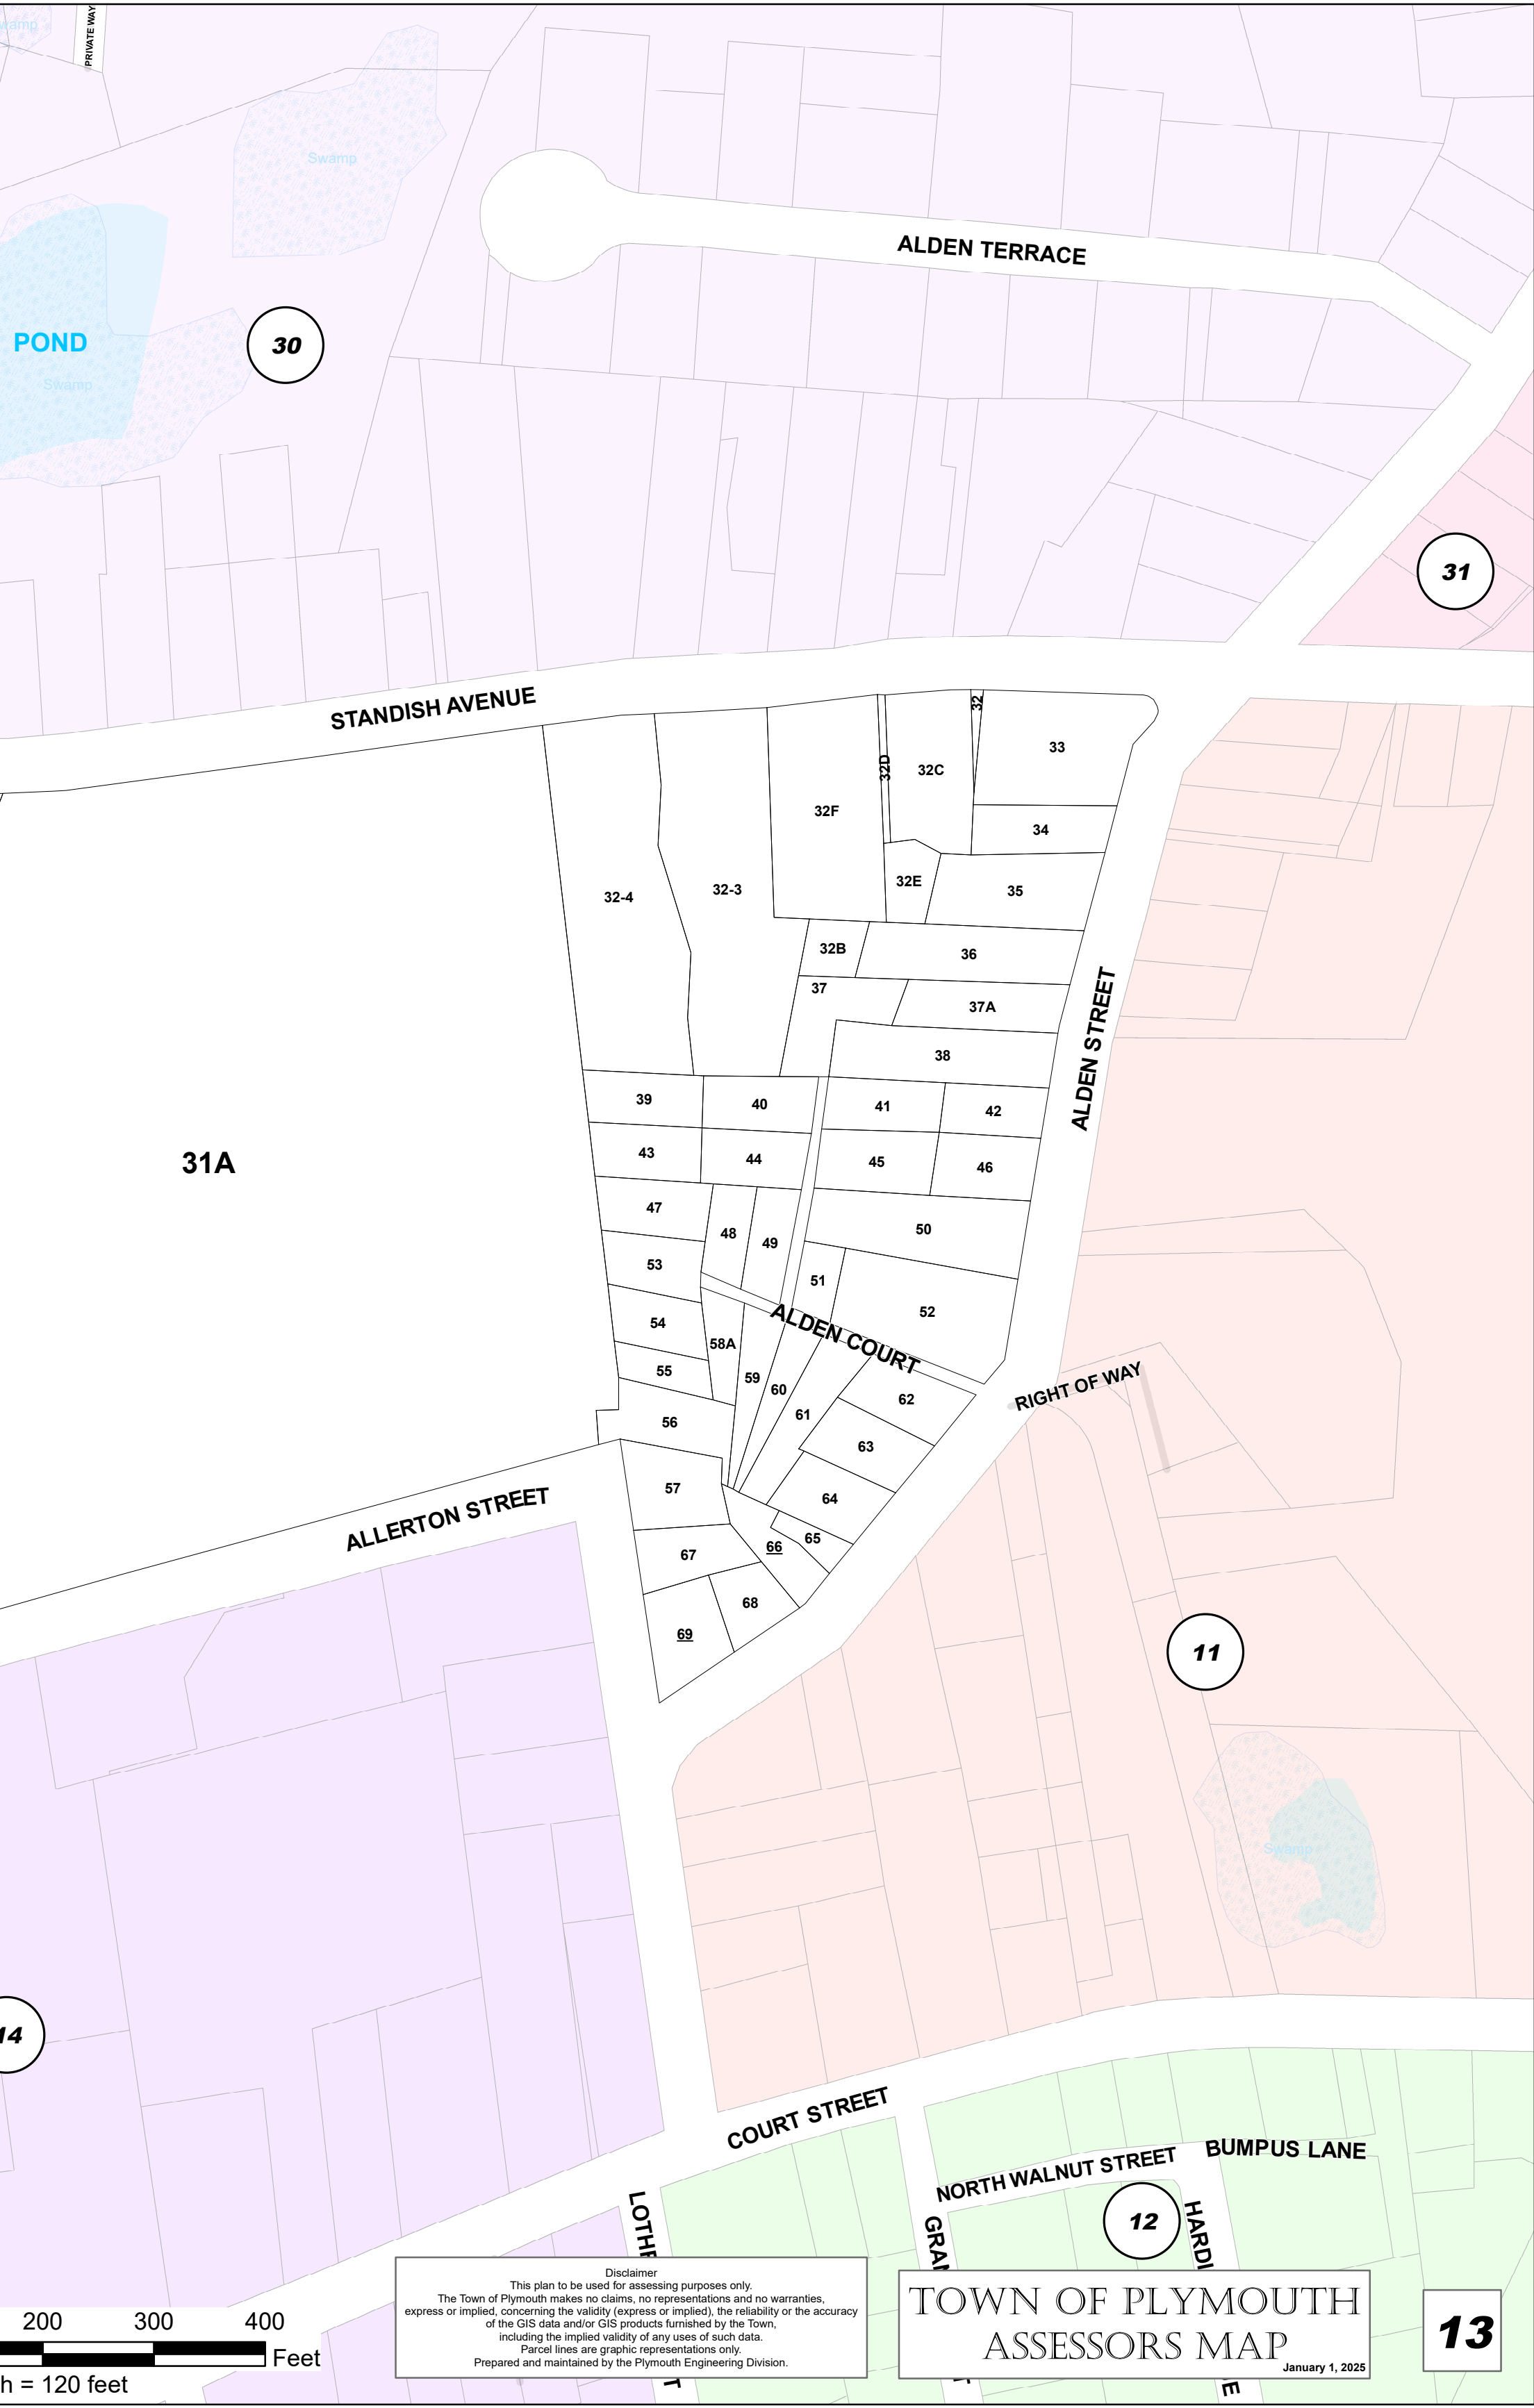 PRIVATE WAY
Swamp
ALDEN TERRACE
POND
Swamp
30
31
STANDISH AVENUE
32
33
32D
32C
32F
34
32E
35
32-4
32-3
32B
36
37
37A
38
ALDEN STREET
39
40
41
42
31A
43
44
45
46
47
48
49
50
53
51
52
54
58A
ALDEN COURT
55
59
60
62
RIGHT OF WAY
56
61
63
57
64
ALLERTON STREET
65
66
67
68
69
11
Swamp
14
COURT STREET
NORTH WALNUT STREET
BUMPUS LANE
12
200 300 400
Feet
h = 120 feet
Disclaimer
This plan to be used for assessing purposes only.
The Town of Plymouth makes no claims, no representations and no warranties,
express or implied, concerning the validity (express or implied), the reliability or the accuracy
of the GIS data and/or GIS products furnished by the Town,
including the implied validity of any uses of such data.
Parcel lines are graphic representations only.
Prepared and maintained by the Plymouth Engineering Division.
TOWN OF PLYMOUTH
ASSESSORS MAP
January 1, 2025
13